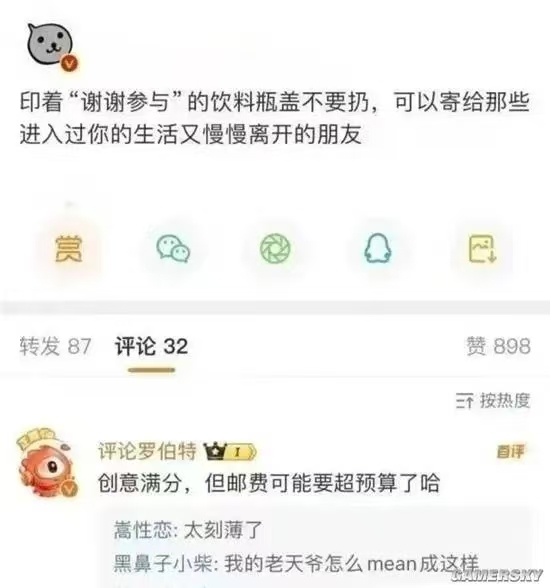 印着“谢谢参与”的饮料瓶盖不要扔，可以寄给那些
进入过你的生活又慢慢离开的朋友
赏
转发 87 评论 32 赞 898
按热度
评论罗伯特 I 首评
创意满分，但邮费可能要超预算了哈
嵩性恋: 太刻薄了
黑鼻子小柴: 我的老天爷怎么mean成这样
GAMERSKY